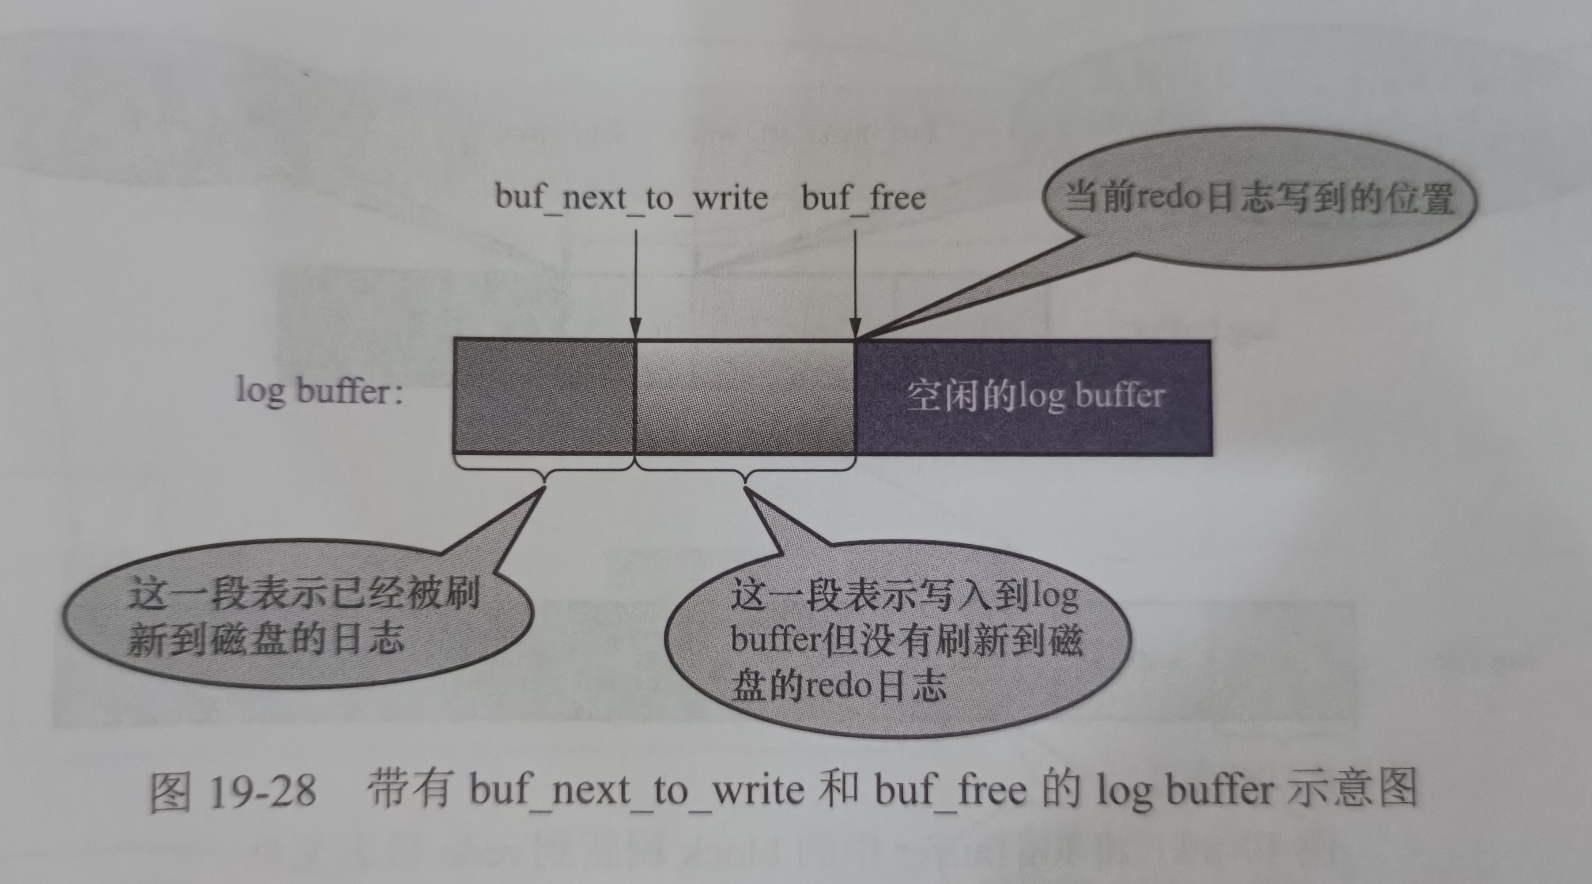 buf_next_to_write buf_free
当前redo日志写到的位置
log buffer:
空闲的log buffer
这一段表示已经被刷
新到磁盘的日志
这一段表示写入到log
buffer但没有刷新到磁
盘的redo日志
图 19-28 带有 buf_next_to_write 和 buf_free 的 log buffer 示意图